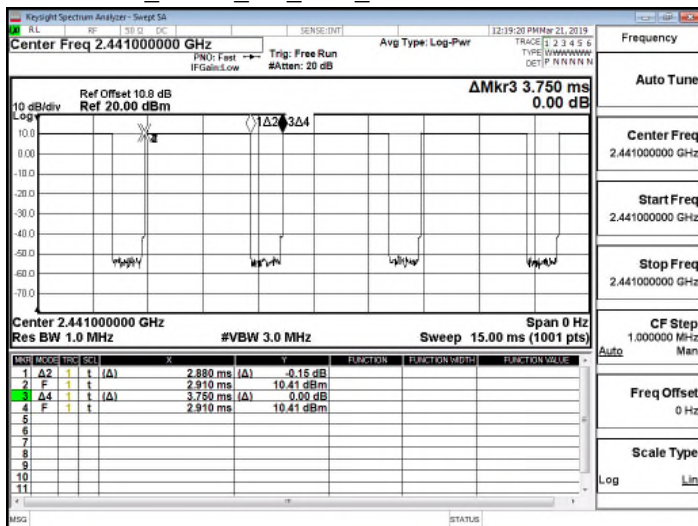 Keysight Spectrum Analyzer - Swept SA
RL RF 50 Ω DC SENSE:INT 12:19:20 PM Mar 21, 2019
Center Freq 2.441000000 GHz
PNO: Fast
IFGain:Low
Trig: Free Run
#Atten: 20 dB
Avg Type: Log-Pwr
TRACE 1 2 3 4 5 6
TYPE WWWWWW
DET P NNNNN
ΔMkr3 3.750 ms
0.00 dB
Ref Offset 10.8 dB
10 dB/div Ref 20.00 dBm
Log
1Δ2 3Δ4
10.0
0.00
-10.0
-20.0
-30.0
-40.0
-50.0
-60.0
-70.0
Center 2.441000000 GHz Span 0 Hz
Res BW 1.0 MHz #VBW 3.0 MHz Sweep 15.00 ms (1001 pts)
MKR MODE TRC SCL X Y FUNCTION FUNCTION WIDTH FUNCTION VALUE
1 Δ2 1 t (Δ) 2.880 ms (Δ) -0.15 dB
2 F 1 t 2.910 ms 10.41 dBm
3 Δ4 1 t (Δ) 3.750 ms (Δ) 0.00 dB
4 F 1 t 2.910 ms 10.41 dBm
5
6
7
8
9
10
11
MSG STATUS
Frequency
Auto Tune
Center Freq
2.441000000 GHz
Start Freq
2.441000000 GHz
Stop Freq
2.441000000 GHz
CF Step
1.000000 MHz
Auto Man
Freq Offset
0 Hz
Scale Type
Log Lin